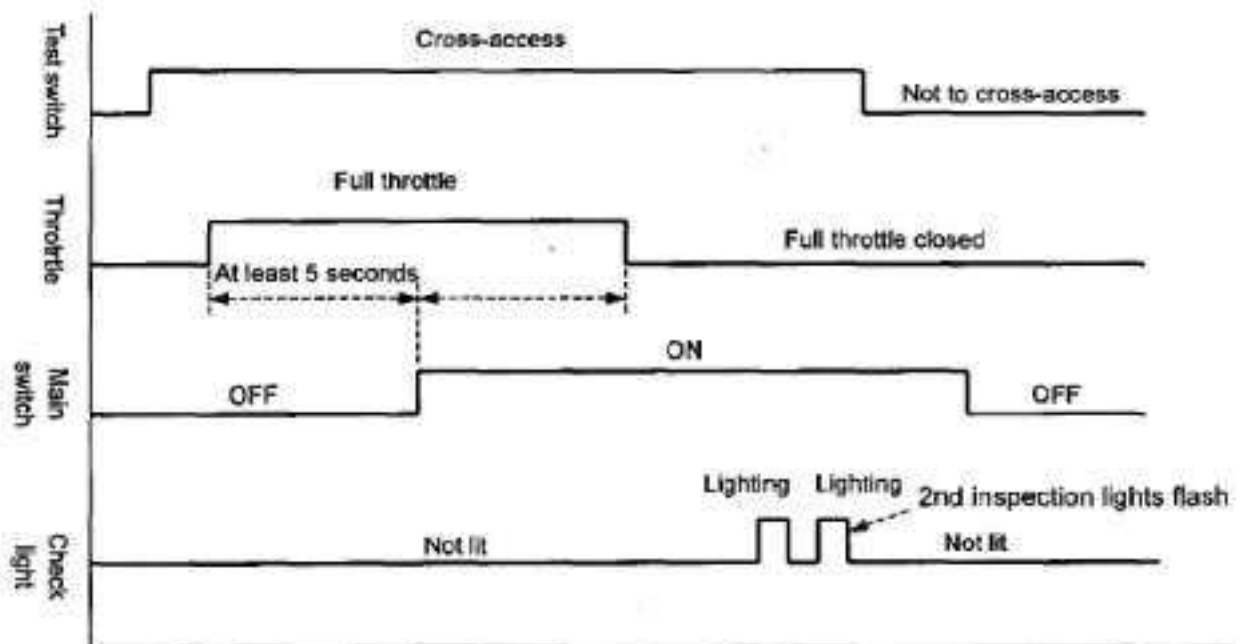 Test switch
Cross-access
Not to cross-access
Throtrtle
Full throttle
Full throttle closed
At least 5 seconds
Main
switch
OFF
ON
OFF
Check
light
Not lit
Lighting
Lighting
2nd inspection lights flash
Not lit